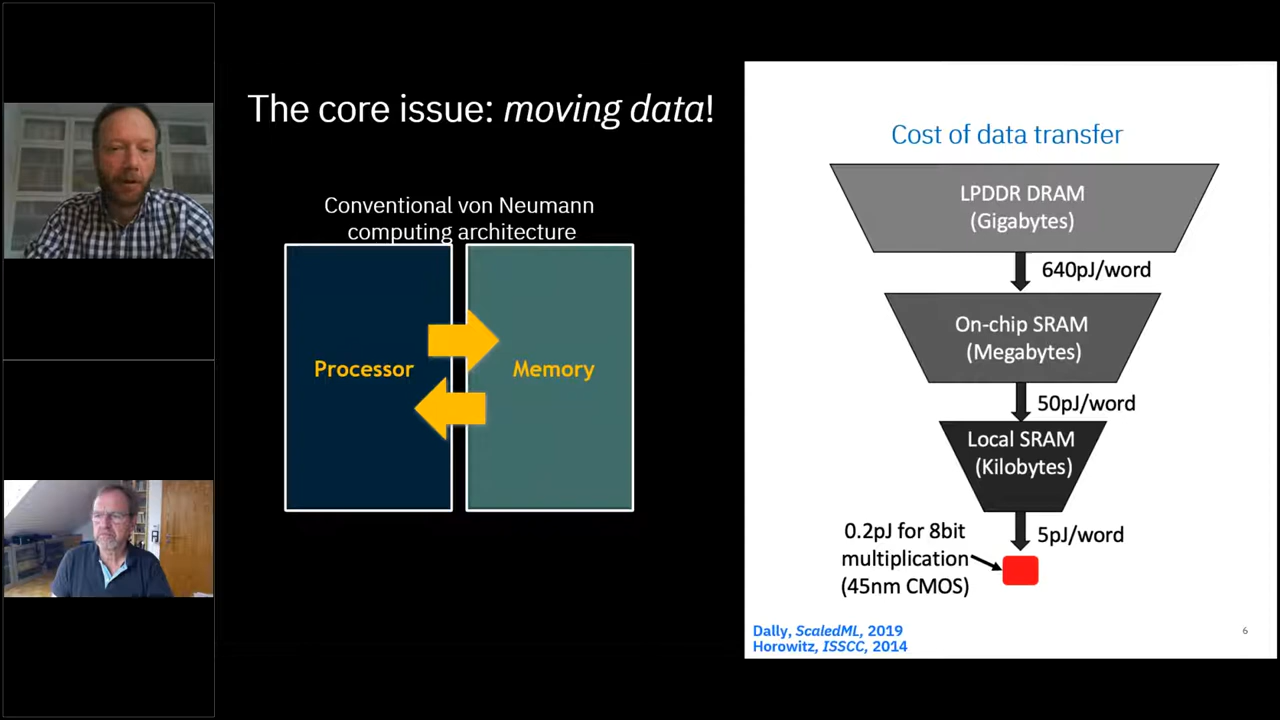 The core issue: moving data!
Conventional von Neumann
computing architecture
Processor
Memory
Cost of data transfer
LPDDR DRAM
(Gigabytes)
640pJ/word
On-chip SRAM
(Megabytes)
50pJ/word
Local SRAM
(Kilobytes)
5pJ/word
0.2pJ for 8bit
multiplication
(45nm CMOS)
Dally, ScaledML, 2019
Horowitz, ISSCC, 2014
6